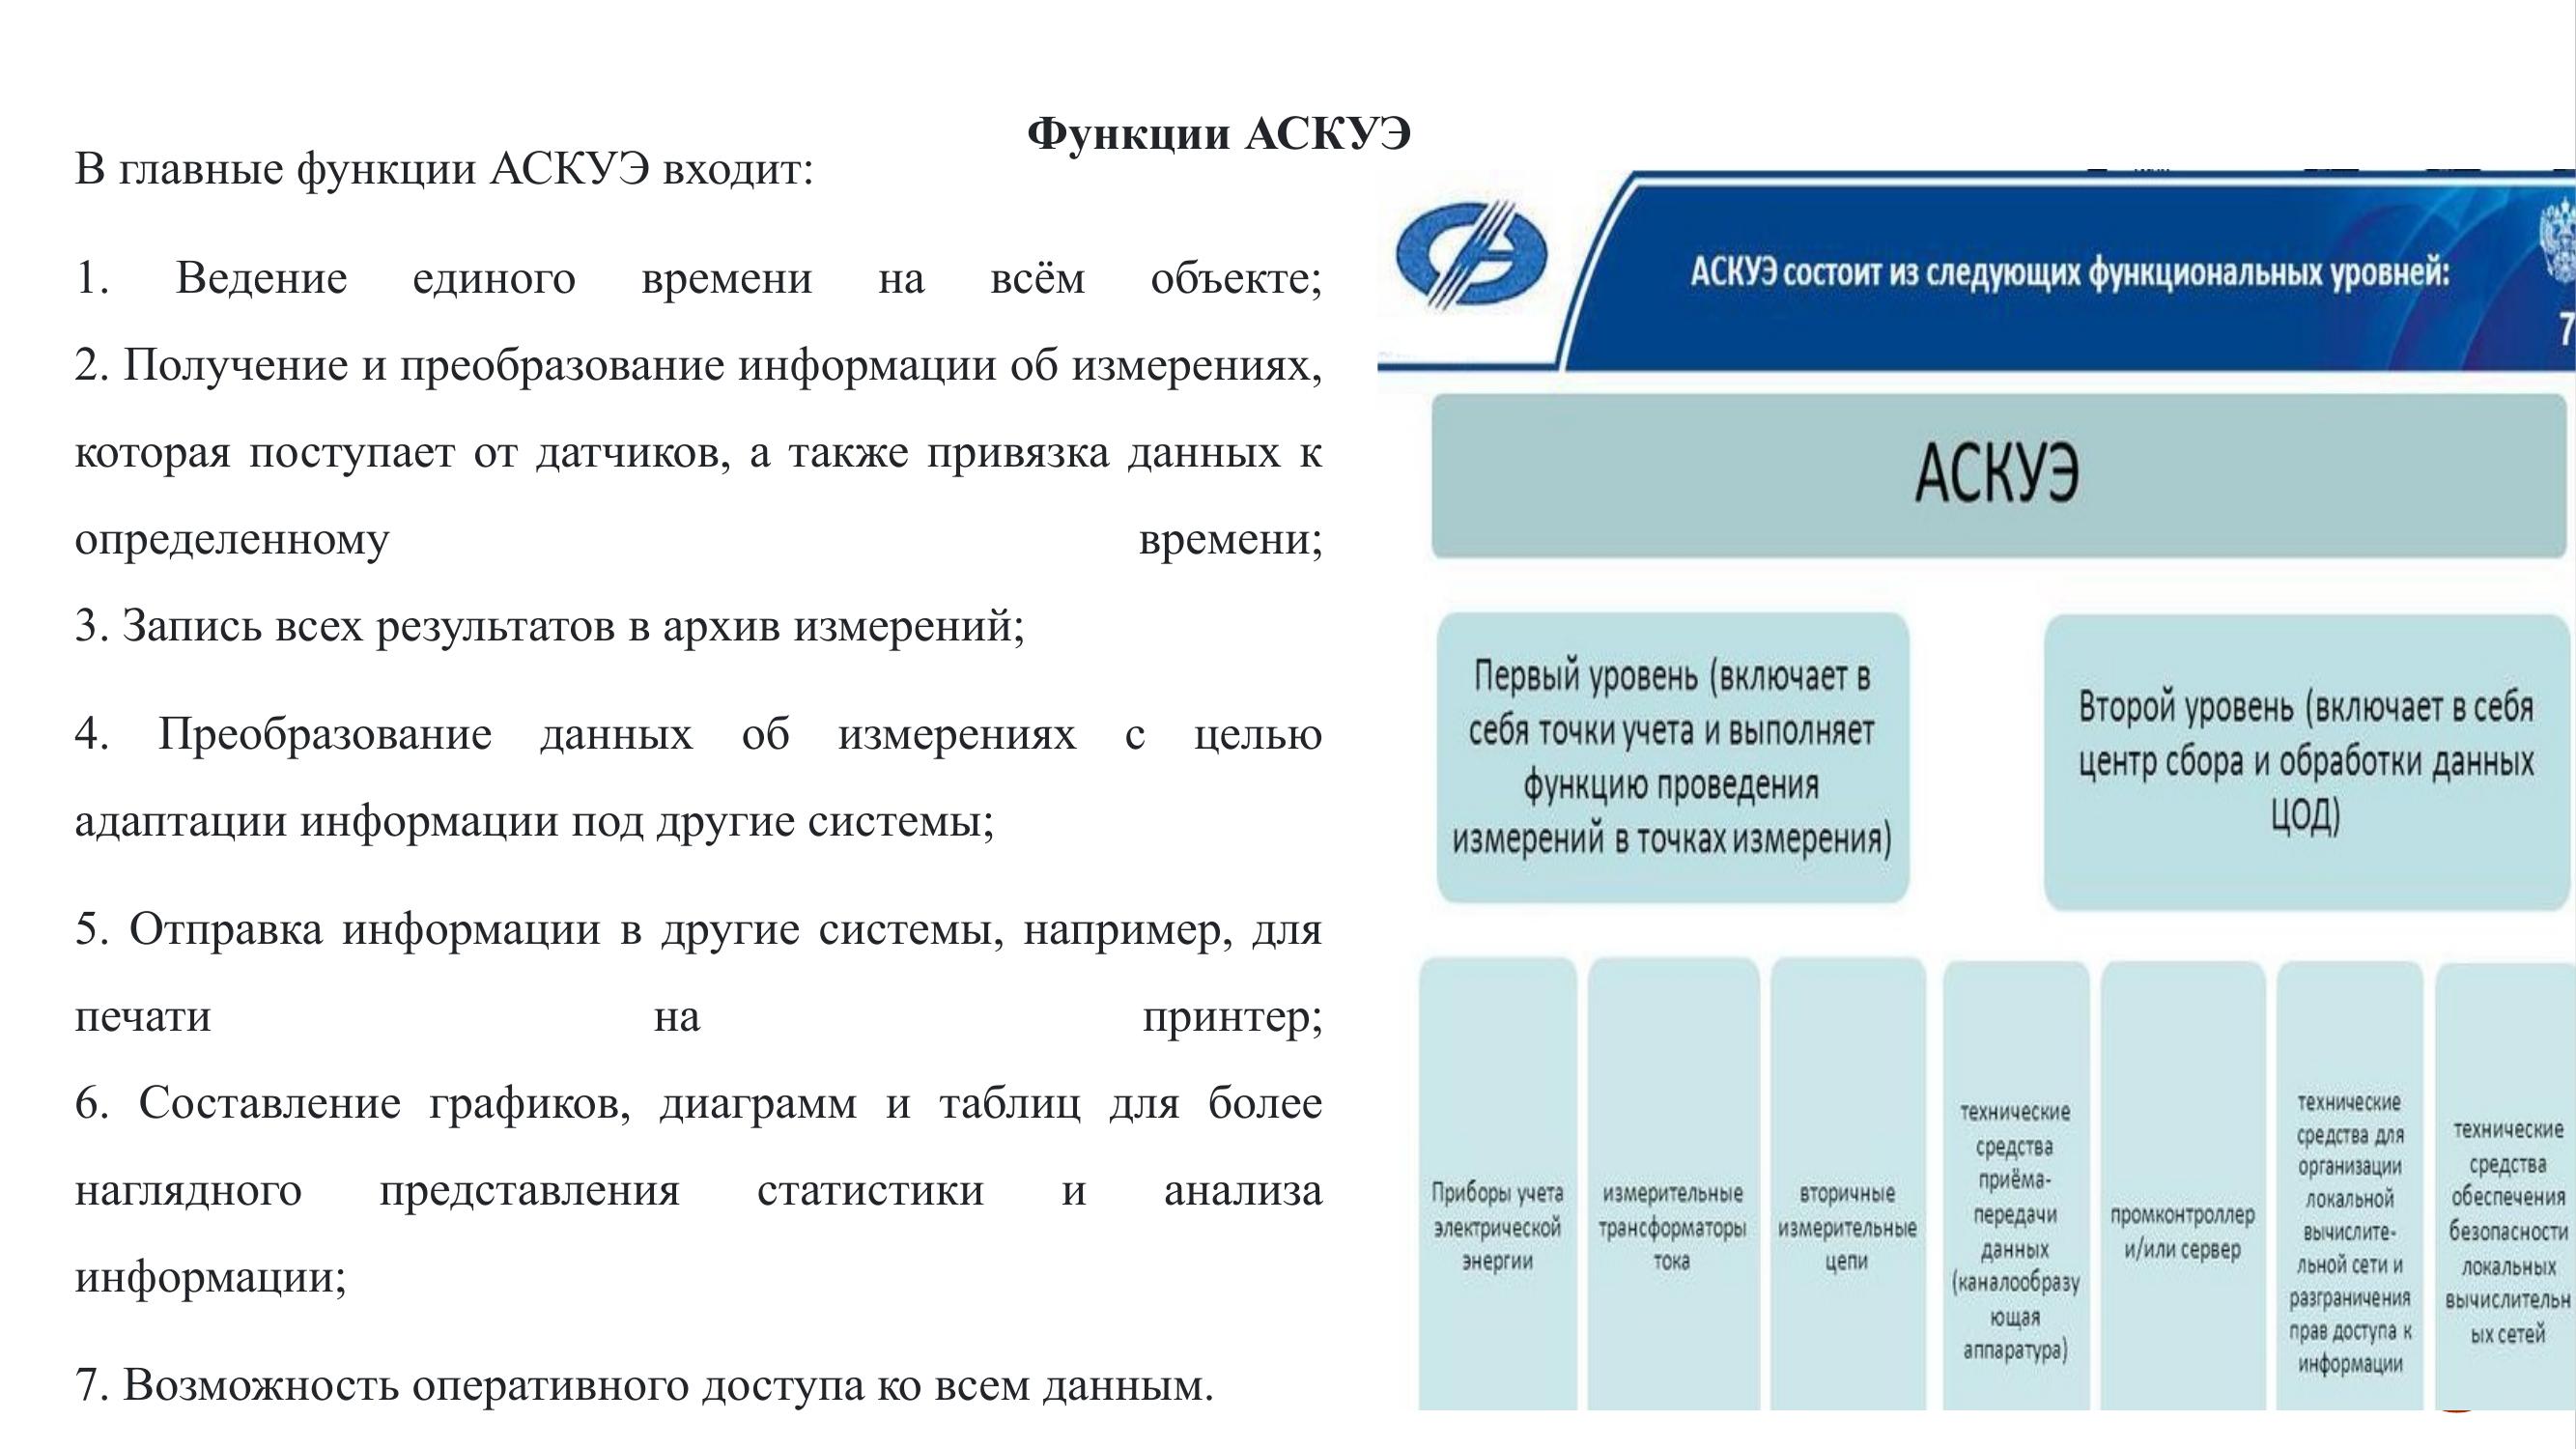 Функции АСКУЭ
В главные функции АСКУЭ входит:
1. Ведение единого времени на всём объекте;
2. Получение и преобразование информации об измерениях,
которая поступает от датчиков, а также привязка данных к
определенному времени;
3. Запись всех результатов в архив измерений;
4. Преобразование данных об измерениях с целью
адаптации информации под другие системы;
5. Отправка информации в другие системы, например, для
печати на принтер;
6. Составление графиков, диаграмм и таблиц для более
наглядного представления статистики и анализа
информации;
7. Возможность оперативного доступа ко всем данным.
АСКУЭ состоит из следующих функциональных уровней:
7
АСКУЭ
Первый уровень (включает в
себя точки учета и выполняет
функцию проведения
измерений в точках измерения)
Второй уровень (включает в себя
центр сбора и обработки данных
ЦОД)
Приборы учета
электрической
энергии
измерительные
трансформаторы
тока
вторичные
измерительные
цепи
технические
средства
приёма-
передачи
данных
(каналообразу
ющая
аппаратура)
промконтроллер
и/или сервер
технические
средства для
организации
локальной
вычислите-
льной сети и
разграничения
прав доступа к
информации
технические
средства
обеспечения
безопасности
локальных
вычислительн
ых сетей